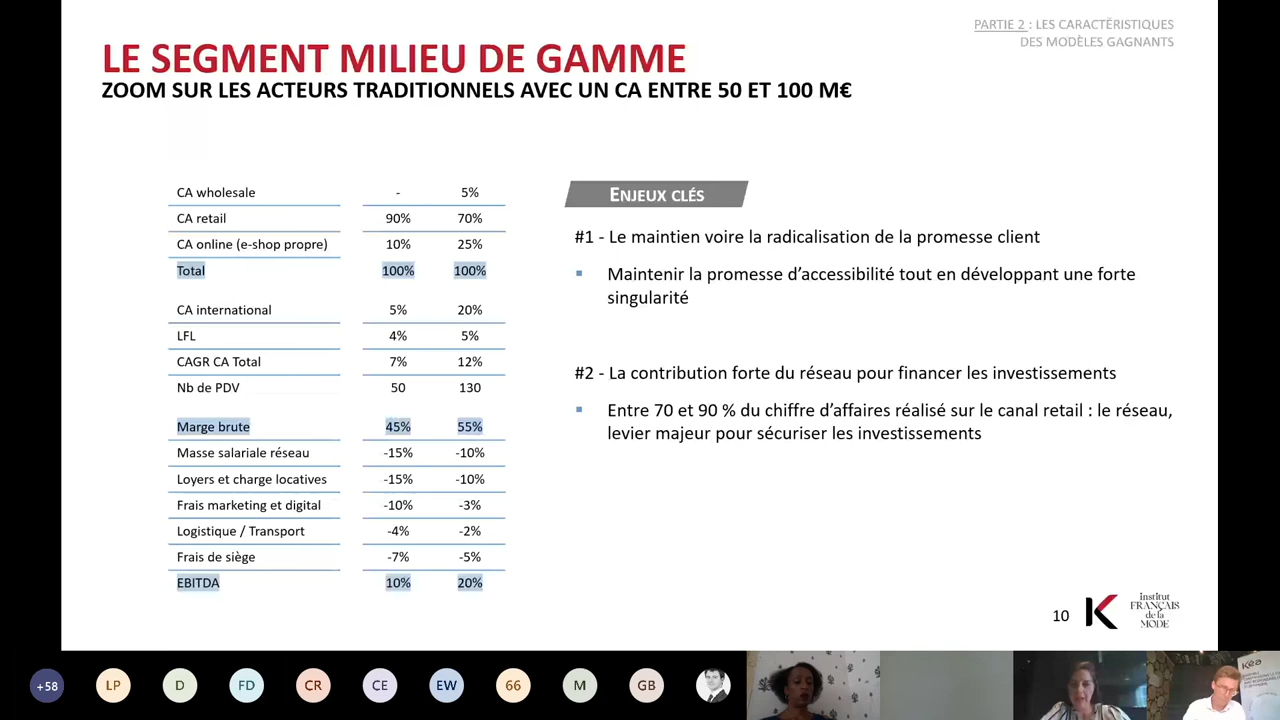 PARTIE 2 : LES CARACTÉRISTIQUES
DES MODÈLES GAGNANTS
LE SEGMENT MILIEU DE GAMME
ZOOM SUR LES ACTEURS TRADITIONNELS AVEC UN CA ENTRE 50 ET 100 M€
CA wholesale - 5%
CA retail 90% 70%
CA online (e-shop propre) 10% 25%
Total 100% 100%
CA international 5% 20%
LFL 4% 5%
CAGR CA Total 7% 12%
Nb de PDV 50 130
Marge brute 45% 55%
Masse salariale réseau -15% -10%
Loyers et charge locatives -15% -10%
Frais marketing et digital -10% -3%
Logistique / Transport -4% -2%
Frais de siège -7% -5%
EBITDA 10% 20%
ENJEUX CLÉS
#1 - Le maintien voire la radicalisation de la promesse client
▪ Maintenir la promesse d’accessibilité tout en développant une forte
singularité
#2 - La contribution forte du réseau pour financer les investissements
▪ Entre 70 et 90 % du chiffre d’affaires réalisé sur le canal retail : le réseau,
levier majeur pour sécuriser les investissements
10
K
institut
FRANÇAIS
de la
MODE
+58 LP D FD CR CE EW 66 M GB
Kéa